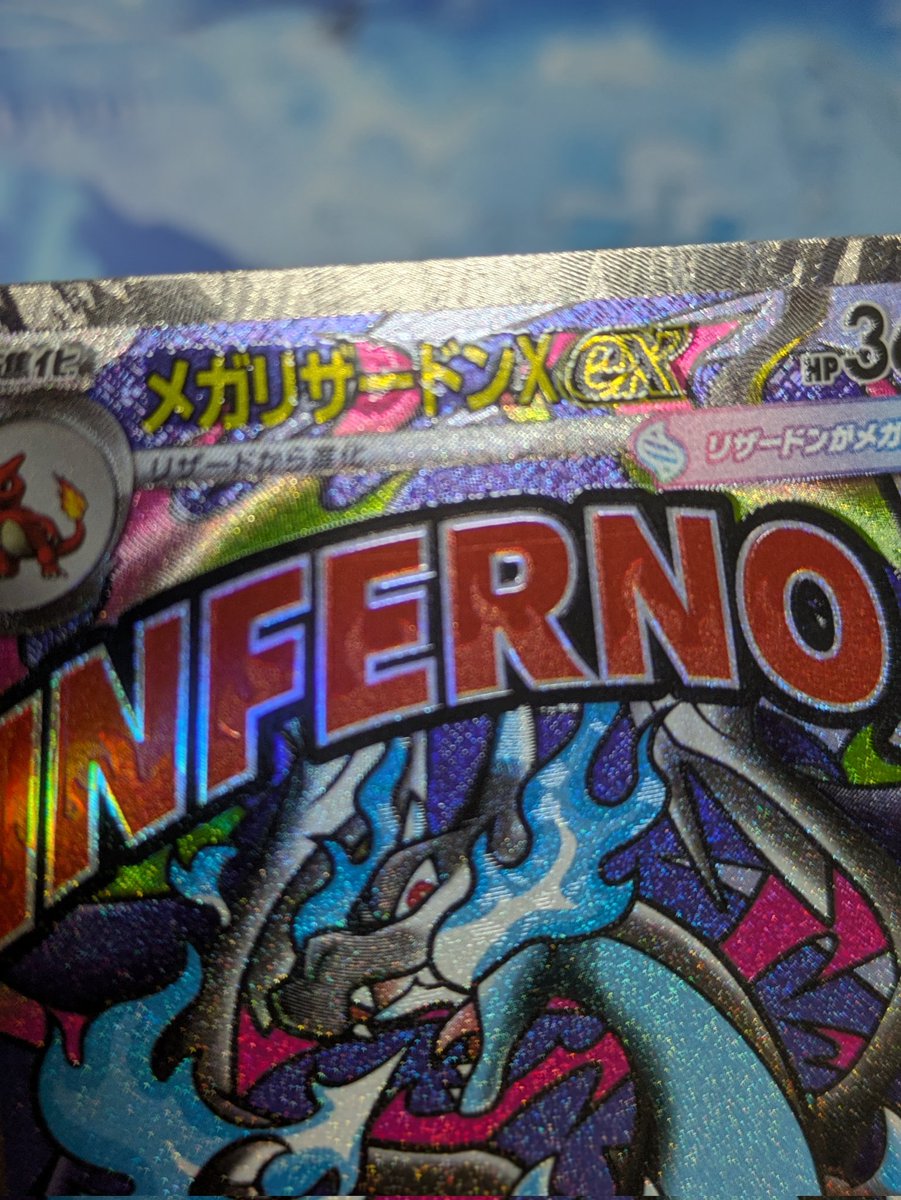 進化
メガリザードンX ex
HP 3
リザードから進化
リザードンがメガ
INFERNO